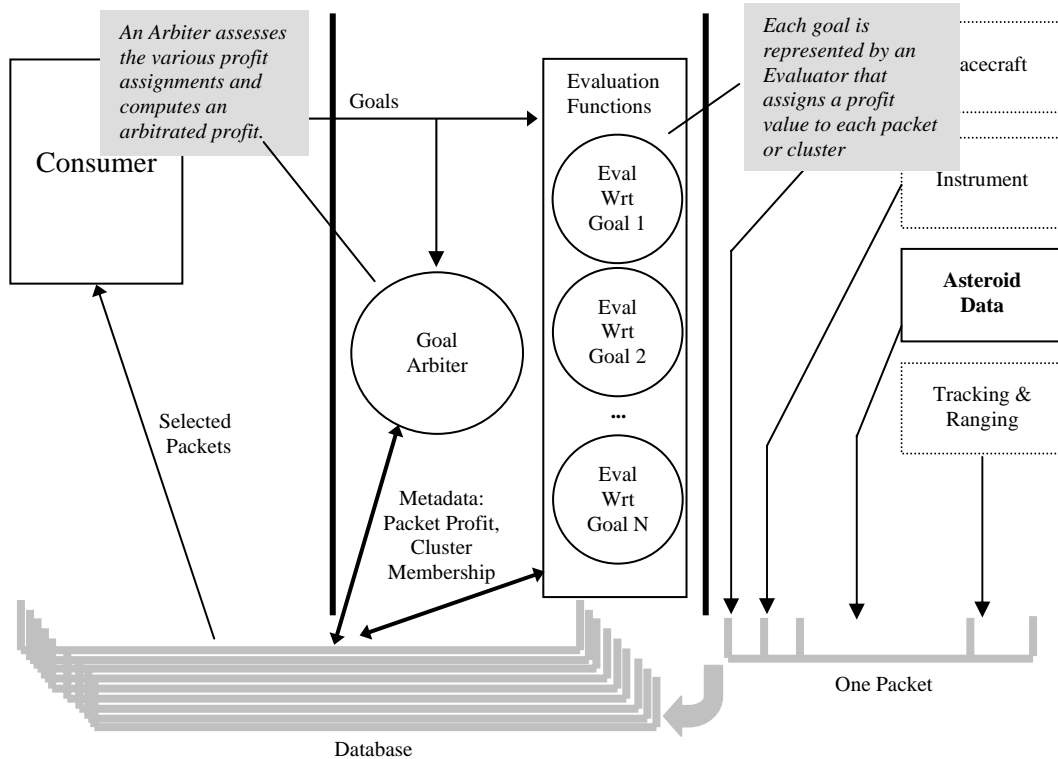 An Arbiter assesses
the various profit
assignments and
computes an
arbitrated profit.
Consumer
Goals
Evaluation
Functions
Eval
Wrt
Goal 1
Eval
Wrt
Goal 2
...
Eval
Wrt
Goal N
Each goal is
represented by an
Evaluator that
assigns a profit
value to each packet
or cluster
acecraft
Instrument
Asteroid
Data
Tracking &
Ranging
Goal
Arbiter
Selected
Packets
Metadata:
Packet Profit,
Cluster
Membership
One Packet
Database